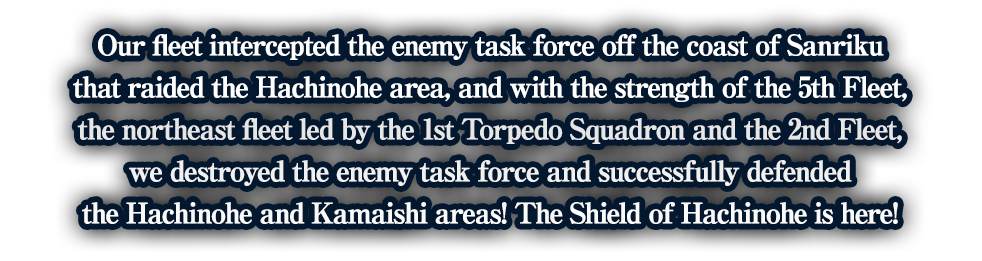 Our fleet intercepted the enemy task force off the coast of Sanriku
that raided the Hachinohe area, and with the strength of the 5th Fleet,
the northeast fleet led by the 1st Torpedo Squadron and the 2nd Fleet,
we destroyed the enemy task force and successfully defended
the Hachinohe and Kamaishi areas! The Shield of Hachinohe is here!